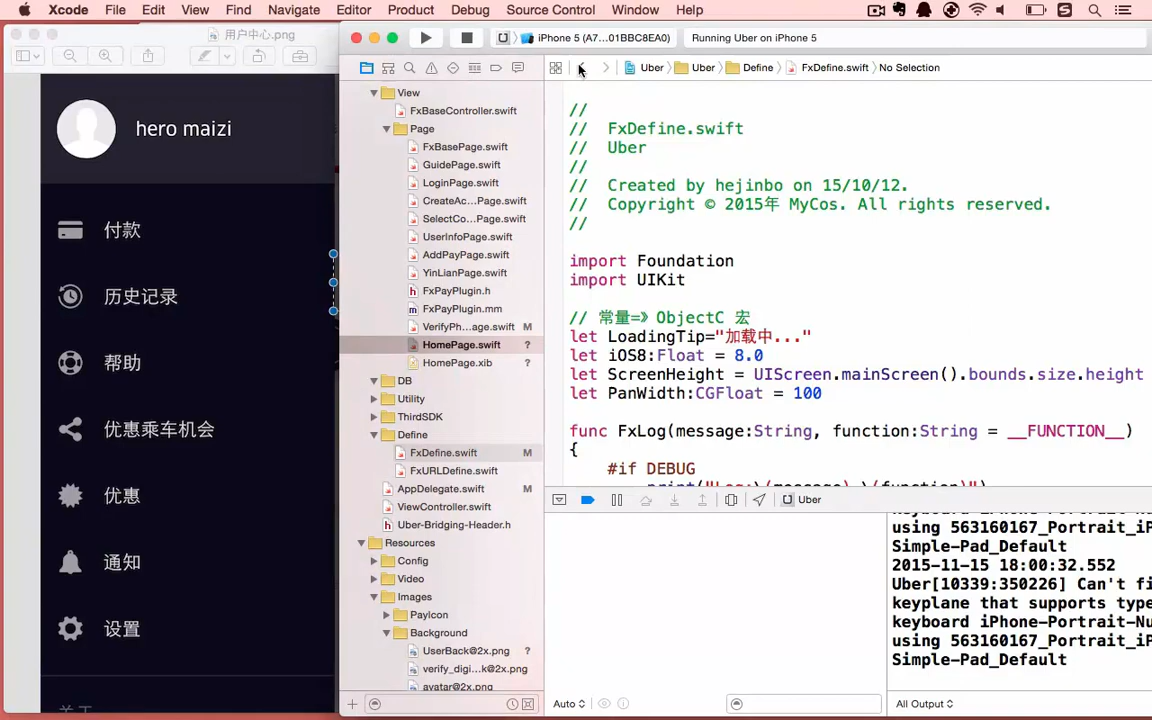 Xcode File Edit View Find Navigate Editor Product Debug Source Control Window Help
用户中心.png
iPhone 5 (A7...01BBC8EA0)
Running Uber on iPhone 5
Uber
Uber
Define
FxDefine.swift
No Selection
hero maizi
付款
历史记录
帮助
优惠乘车机会
优惠
通知
设置
View
FxBaseController.swift
Page
FxBasePage.swift
GuidePage.swift
LoginPage.swift
CreateAc...Page.swift
SelectCo...Page.swift
UserInfoPage.swift
AddPayPage.swift
YinLianPage.swift
FxPayPlugin.h
FxPayPlugin.mm
VerifyPh...age.swift M
HomePage.swift ?
HomePage.xib ?
DB
Utility
ThirdSDK
Define
FxDefine.swift M
FxURLDefine.swift
AppDelegate.swift M
ViewController.swift
Uber-Bridging-Header.h
Resources
Config
Video
Images
PayIcon
Background
UserBack@2x.png ?
verify_digi...k@2x.png
avatar@2x.png
//
// FxDefine.swift
// Uber
//
// Created by hejinbo on 15/10/12.
// Copyright © 2015年 MyCos. All rights reserved.
//
import Foundation
import UIKit
// 常量=》ObjectC 宏
let LoadingTip="加载中..."
let iOS8:Float = 8.0
let ScreenHeight = UIScreen.mainScreen().bounds.size.height
let PanWidth:CGFloat = 100
func FxLog(message:String, function:String = __FUNCTION__)
{
#if DEBUG
print("Log:\(message),\(function)")
Uber
using 563160167_Portrait_iP
Simple-Pad_Default
2015-11-15 18:00:32.552
Uber[10339:350226] Can't fi
keyplane that supports type
keyboard iPhone-Portrait-Nu
using 563160167_Portrait_iP
Simple-Pad_Default
Auto
All Output